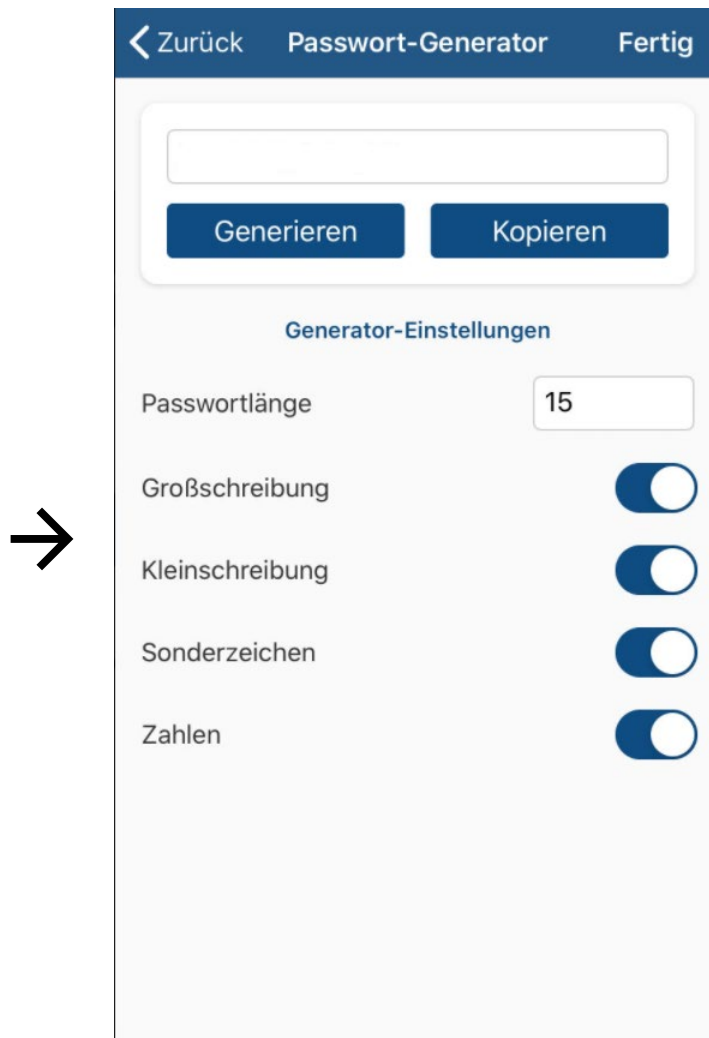 Zurück Passwort-Generator Fertig
Generieren Kopieren
Generator-Einstellungen
Passwortlänge 15
Großschreibung
Kleinschreibung
Sonderzeichen
Zahlen